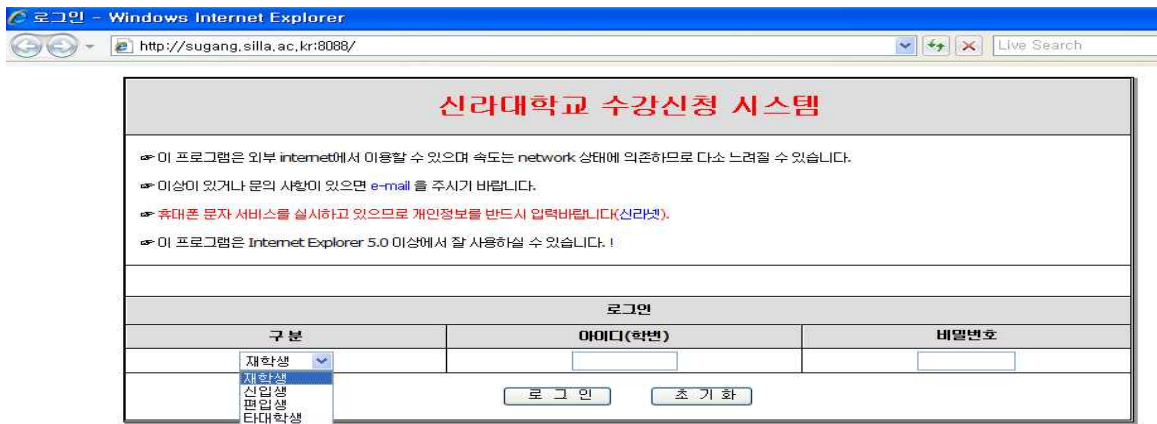 로그인 - Windows Internet Explorer
http://sugang.silla.ac.kr:8088/ Live Search
신라대학교 수강신청 시스템
☞ 이 프로그램은 외부 internet에서 이용할 수 있으며 속도는 network 상태에 의존하므로 다소 느려질 수 있습니다.
☞ 이상이 있거나 문의 사항이 있으면 e-mail 을 주시기 바랍니다.
☞ 휴대폰 문자 서비스를 실시하고 있으므로 개인정보를 반드시 입력바랍니다(신라넷).
☞ 이 프로그램은 Internet Explorer 5.0 이상에서 잘 사용하실 수 있습니다. !
로그인
구 분 아이디(학번) 비밀번호
재학생
재학생
신입생
편입생
타대학생
로 그 인 초 기 화